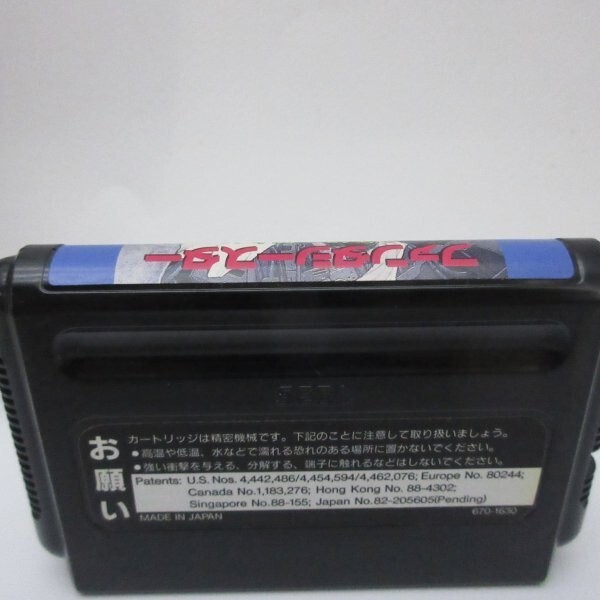 ファンタシースター
SEGA
お願い
カートリッジは精密機械です。下記のことに注意して取り扱いましょう。
●高温や低温、水などで濡れる恐れのある場所に置かないでください。
●強い衝撃を与える、分解する、端子に触れるなどはしないでください。
Patents: U.S. Nos. 4,442,486/4,454,594/4,462,076; Europe No. 80244;
Canada No.1,183,276; Hong Kong No. 88-4302;
Singapore No.88-155; Japan No.82-205605(Pending)
MADE IN JAPAN
670-1630